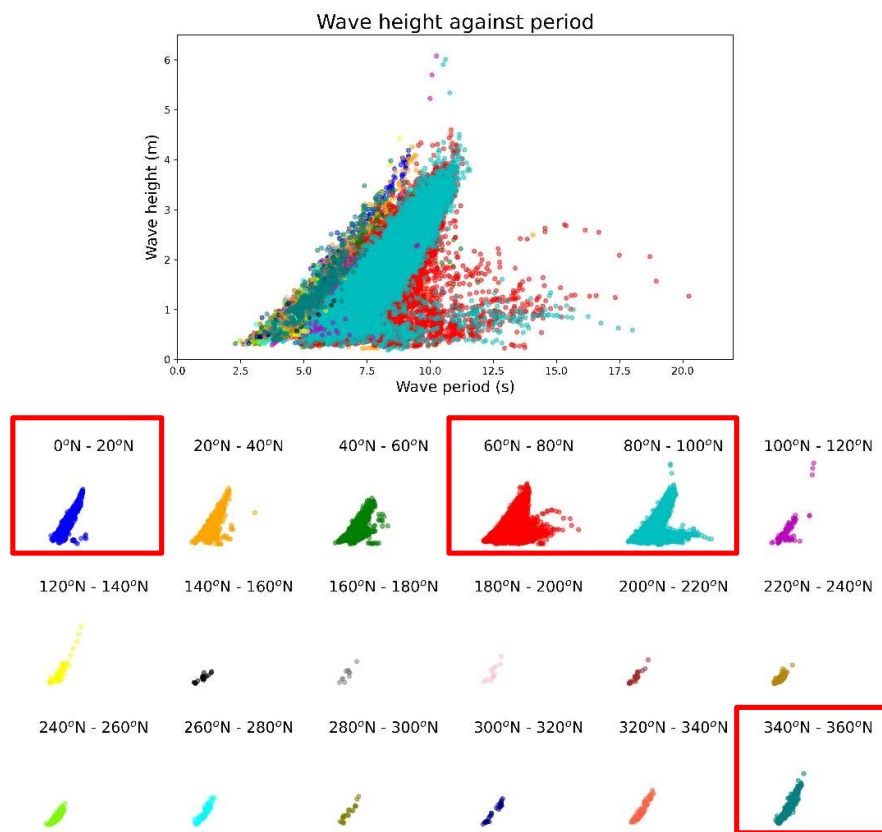 Wave height against period
6
5
4
3
2
1
0
Wave height (m)
0.0 2.5 5.0 7.5 10.0 12.5 15.0 17.5 20.0
Wave period (s)
0°N - 20°N 20°N - 40°N 40°N - 60°N 60°N - 80°N 80°N - 100°N 100°N - 120°N
120°N - 140°N 140°N - 160°N 160°N - 180°N 180°N - 200°N 200°N - 220°N 220°N - 240°N
240°N - 260°N 260°N - 280°N 280°N - 300°N 300°N - 320°N 320°N - 340°N 340°N - 360°N